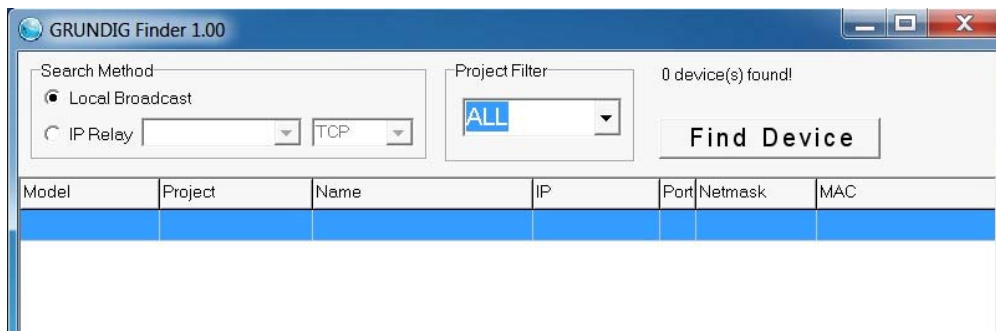 GRUNDIG Finder 1.00
Search Method
Local Broadcast
IP Relay TCP
Project Filter
ALL
0 device(s) found!
Find Device
Model Project Name IP Port Netmask MAC